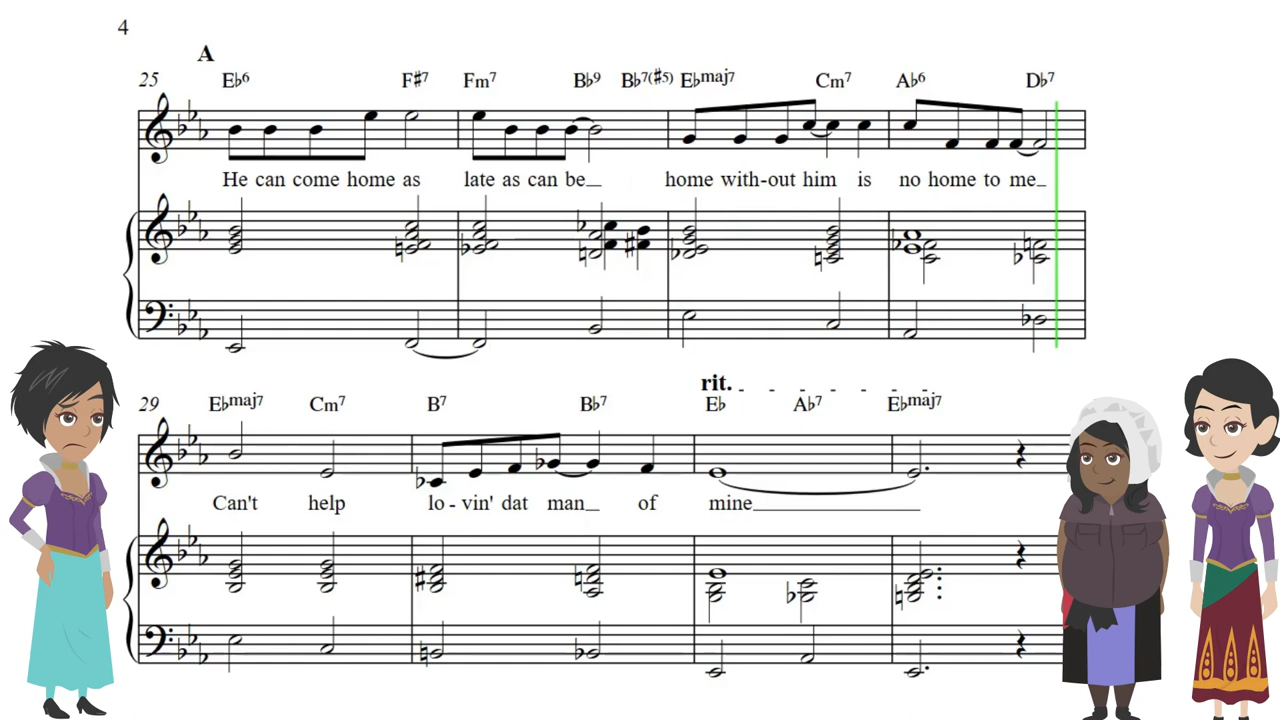 4
A
25 E♭6 F♯7 Fm7 B♭9 B♭7(♯5) E♭maj7 Cm7 A♭6 D♭7
He can come home as late as can be_ home with-out him is no home to me_
rit.
29 E♭maj7 Cm7 B7 B♭7 E♭ A♭7 E♭maj7
Can't help lo - vin' dat man_ of mine_